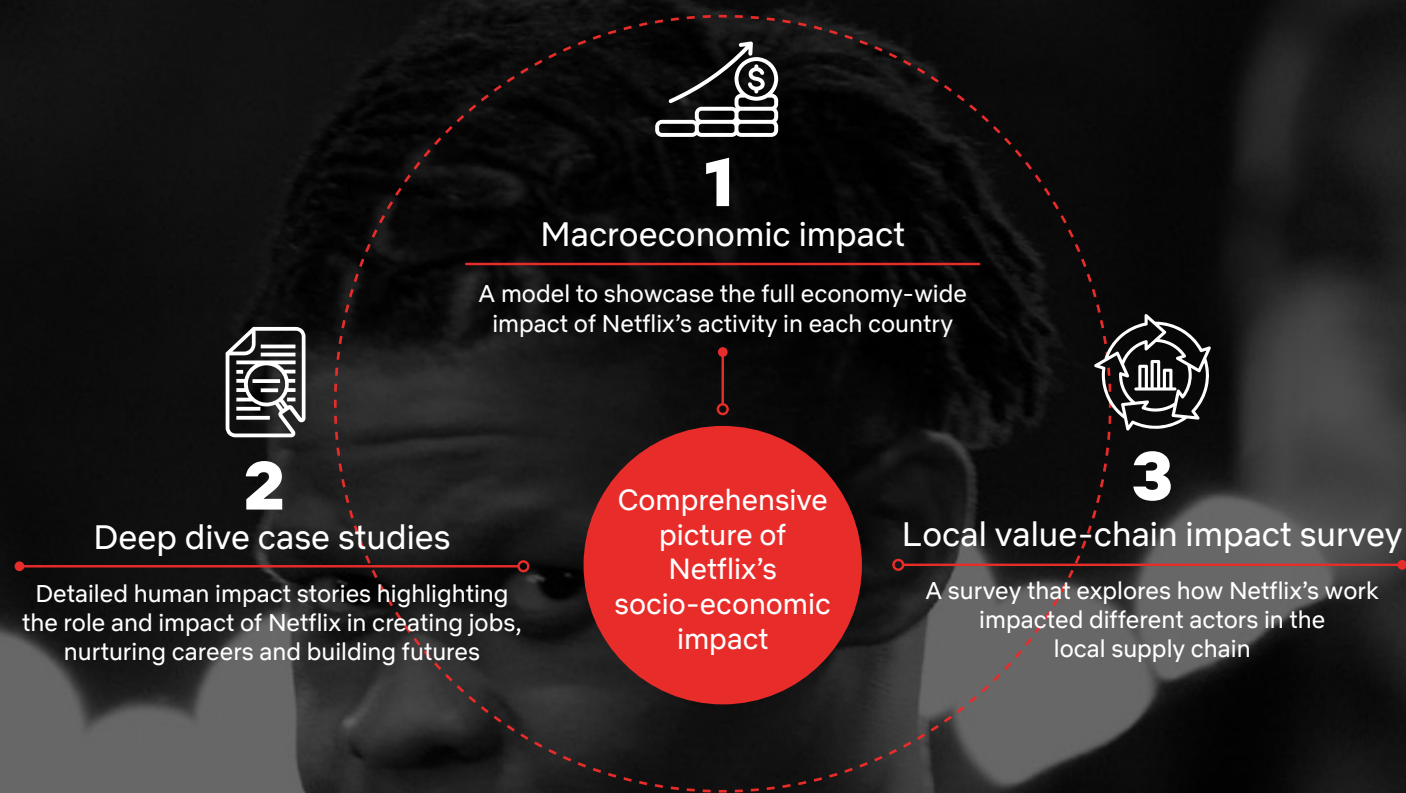 1
Macroeconomic impact
A model to showcase the full economy-wide
impact of Netflix’s activity in each country
2
Deep dive case studies
Detailed human impact stories highlighting
the role and impact of Netflix in creating jobs,
nurturing careers and building futures
Comprehensive
picture of
Netflix’s
socio-economic
impact
3
Local value-chain impact survey
A survey that explores how Netflix’s work
impacted different actors in the
local supply chain
$